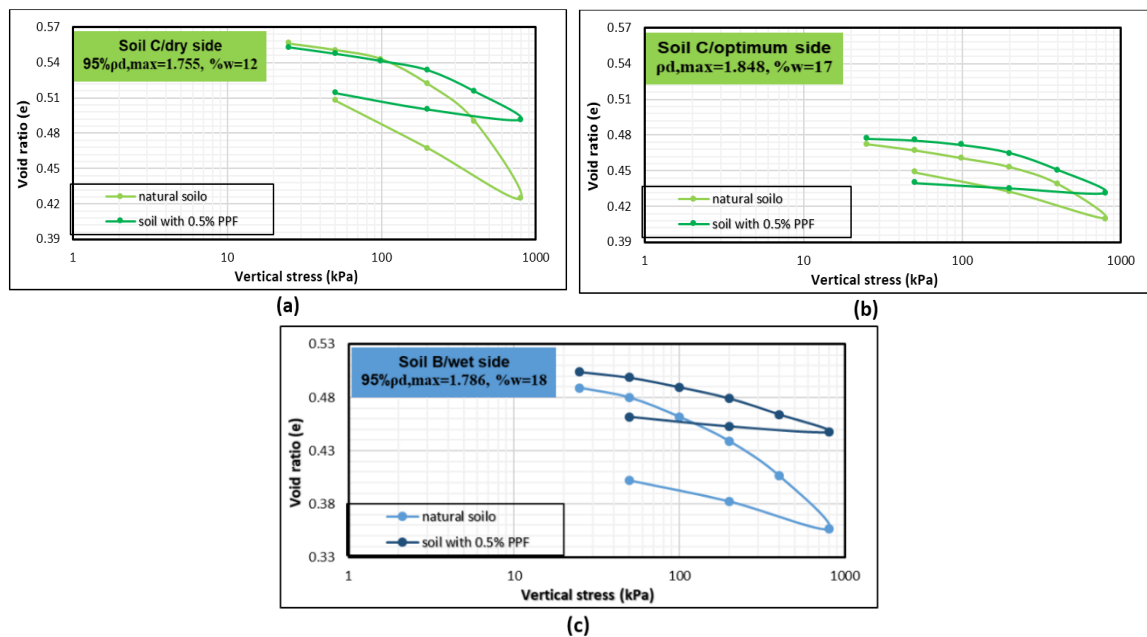 0.57
0.54
0.51
0.48
0.45
0.42
0.39
Void ratio (e)
Soil C/dry side
95%ρd,max=1.755, %w=12
natural soilo
soil with 0.5% PPF
1
10
100
1000
Vertical stress (kPa)
(a)
0.57
0.54
0.51
0.48
0.45
0.42
0.39
Void ratio (e)
Soil C/optimum side
ρd,max=1.848, %w=17
natural soilo
soil with 0.5% PPF
1
10
100
1000
Vertical stress (kPa)
(b)
0.53
0.48
0.43
0.38
0.33
Void ratio (e)
Soil B/wet side
95%ρd,max=1.786, %w=18
natural soilo
soil with 0.5% PPF
1
10
100
1000
Vertical stress (kPa)
(c)